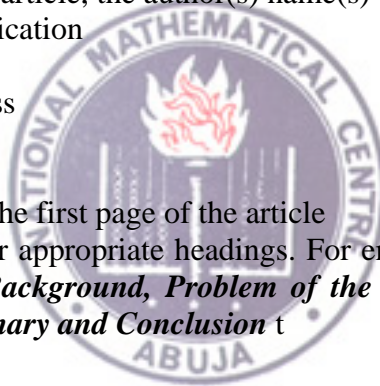 article, the author(s) name(s)
ication
ss
he first page of the article
r appropriate headings. For e
Background, Problem of the
nary and Conclusion t
NATIONAL MATHEMATICAL CENTRE
ABUJA